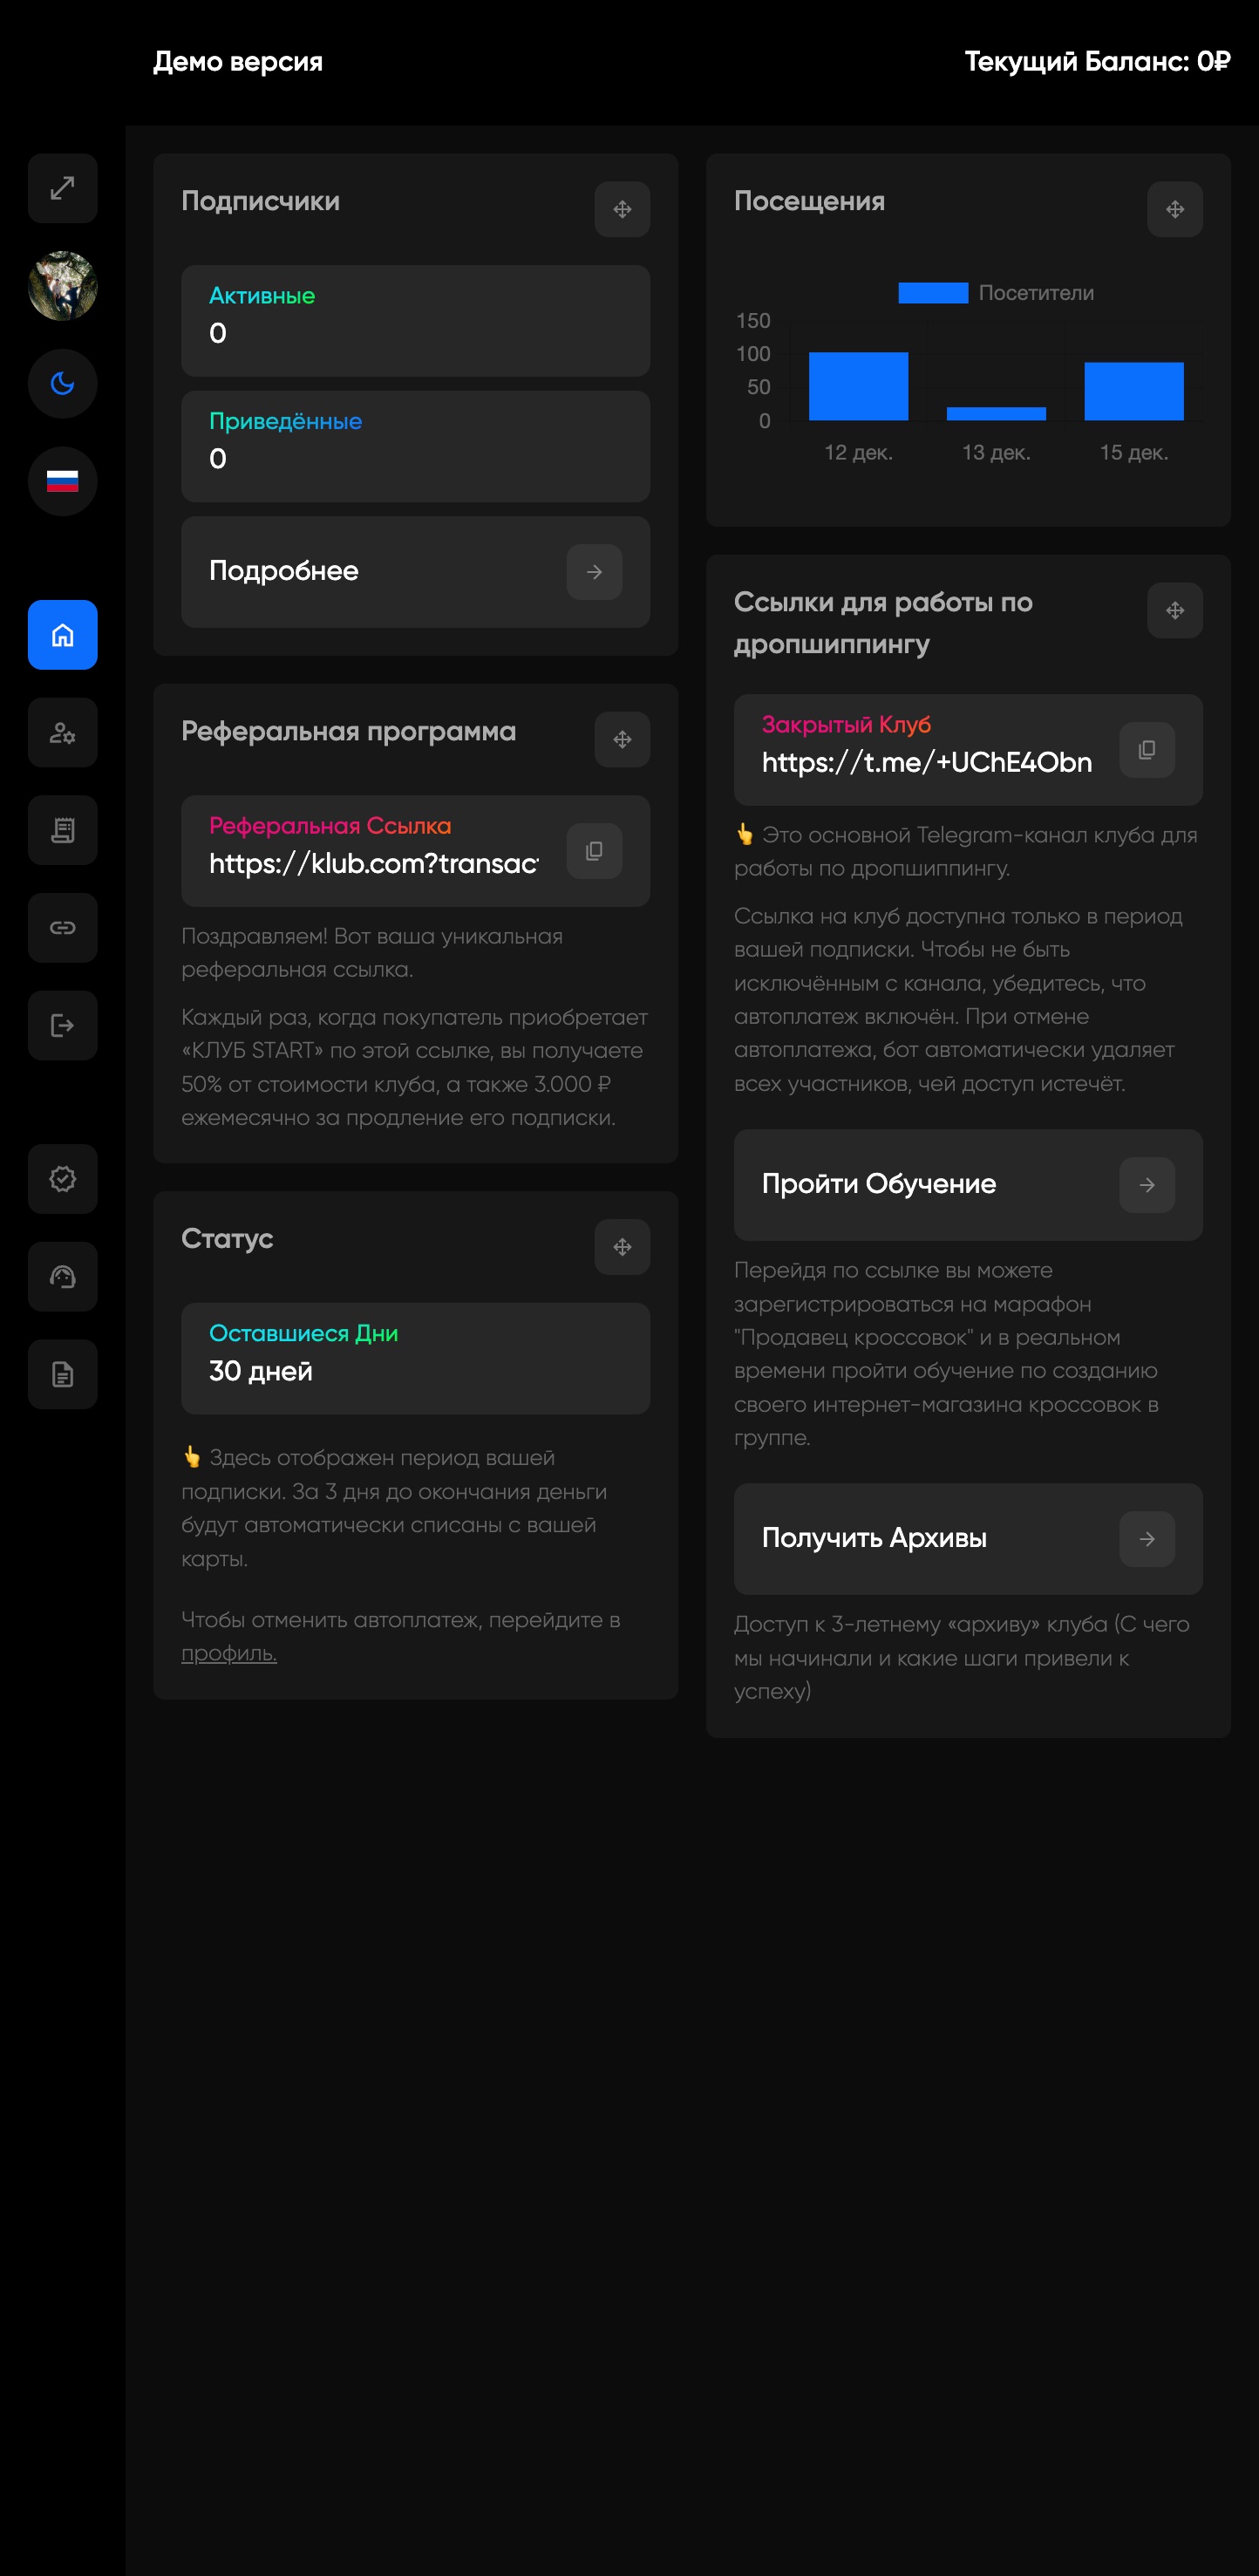 Демо версия
Текущий Баланс: 0₽
Подписчики
Активные
0
Приведённые
0
Подробнее
Реферальная программа
Реферальная Ссылка
https://klub.com?transac
Поздравляем! Вот ваша уникальная
реферальная ссылка.
Каждый раз, когда покупатель приобретает
«КЛУБ START» по этой ссылке, вы получаете
50% от стоимости клуба, а также 3.000 ₽
ежемесячно за продление его подписки.
Статус
Оставшиеся Дни
30 дней
👆 Здесь отображен период вашей
подписки. За 3 дня до окончания деньги
будут автоматически списаны с вашей
карты.
Чтобы отменить автоплатеж, перейдите в
профиль.
Посещения
Посетители
150
100
50
0
12 дек.
13 дек.
15 дек.
Ссылки для работы по
дропшиппингу
Закрытый Клуб
https://t.me/+UChE4Obn
👆 Это основной Telegram-канал клуба для
работы по дропшиппингу.
Ссылка на клуб доступна только в период
вашей подписки. Чтобы не быть
исключённым с канала, убедитесь, что
автоплатеж включён. При отмене
автоплатежа, бот автоматически удаляет
всех участников, чей доступ истечёт.
Пройти Обучение
Перейдя по ссылке вы можете
зарегистрироваться на марафон
"Продавец кроссовок" и в реальном
времени пройти обучение по созданию
своего интернет-магазина кроссовок в
группе.
Получить Архивы
Доступ к 3-летнему «архиву» клуба (С чего
мы начинали и какие шаги привели к
успеху)